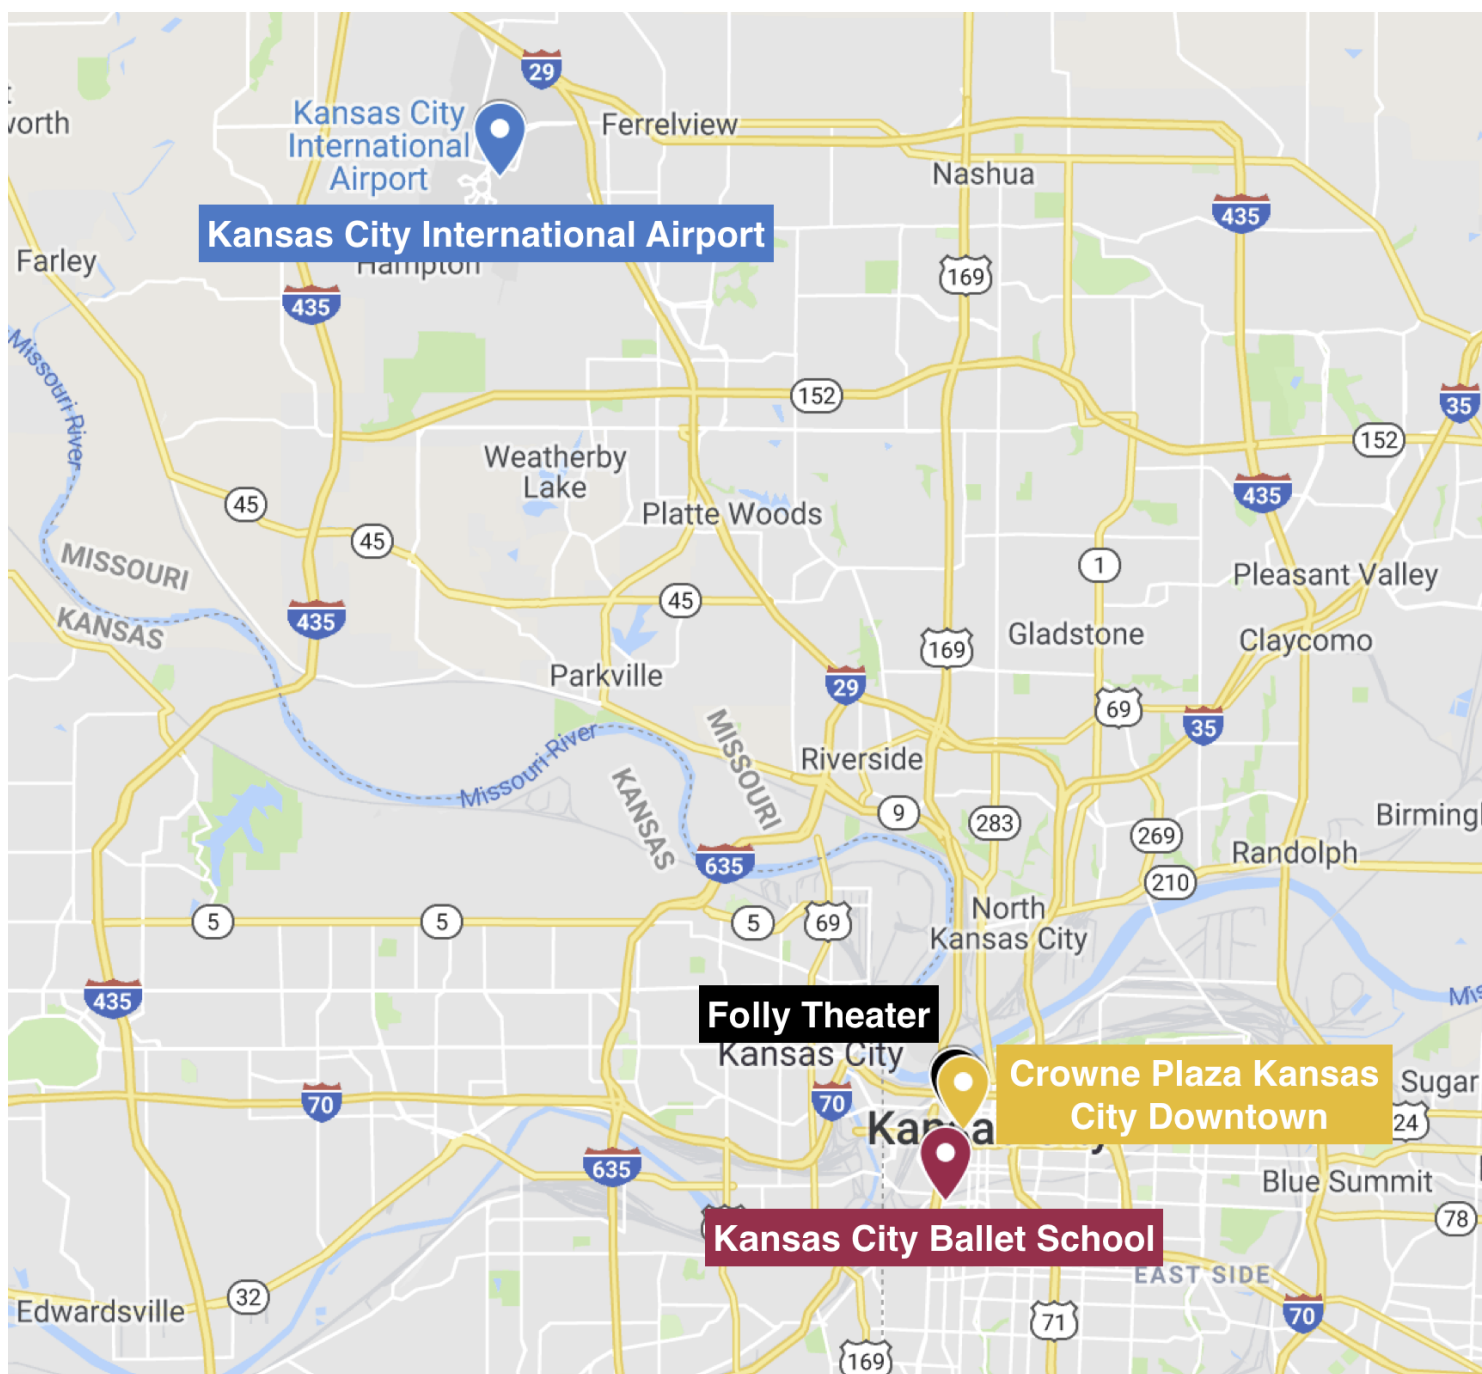 29
Kansas City
International
Airport
Ferrelview
Nashua
435
Kansas City International Airport
Farley
169
435
Missouri River
152
35
152
Weatherby
Lake
435
45
Platte Woods
45
MISSOURI
KANSAS
1
Pleasant Valley
45
435
Gladstone
Claycomo
169
Parkville
29
69
35
MISSOURI
KANSAS
Missouri River
Riverside
9
283
269
Randolph
635
210
5
5
5
69
North
Kansas City
435
Folly Theater
Kansas City
Crowne Plaza Kansas
City Downtown
Sugar
70
70
24
635
Blue Summit
78
Kansas City Ballet School
EAST SIDE
Edwardsville
32
70
71
169